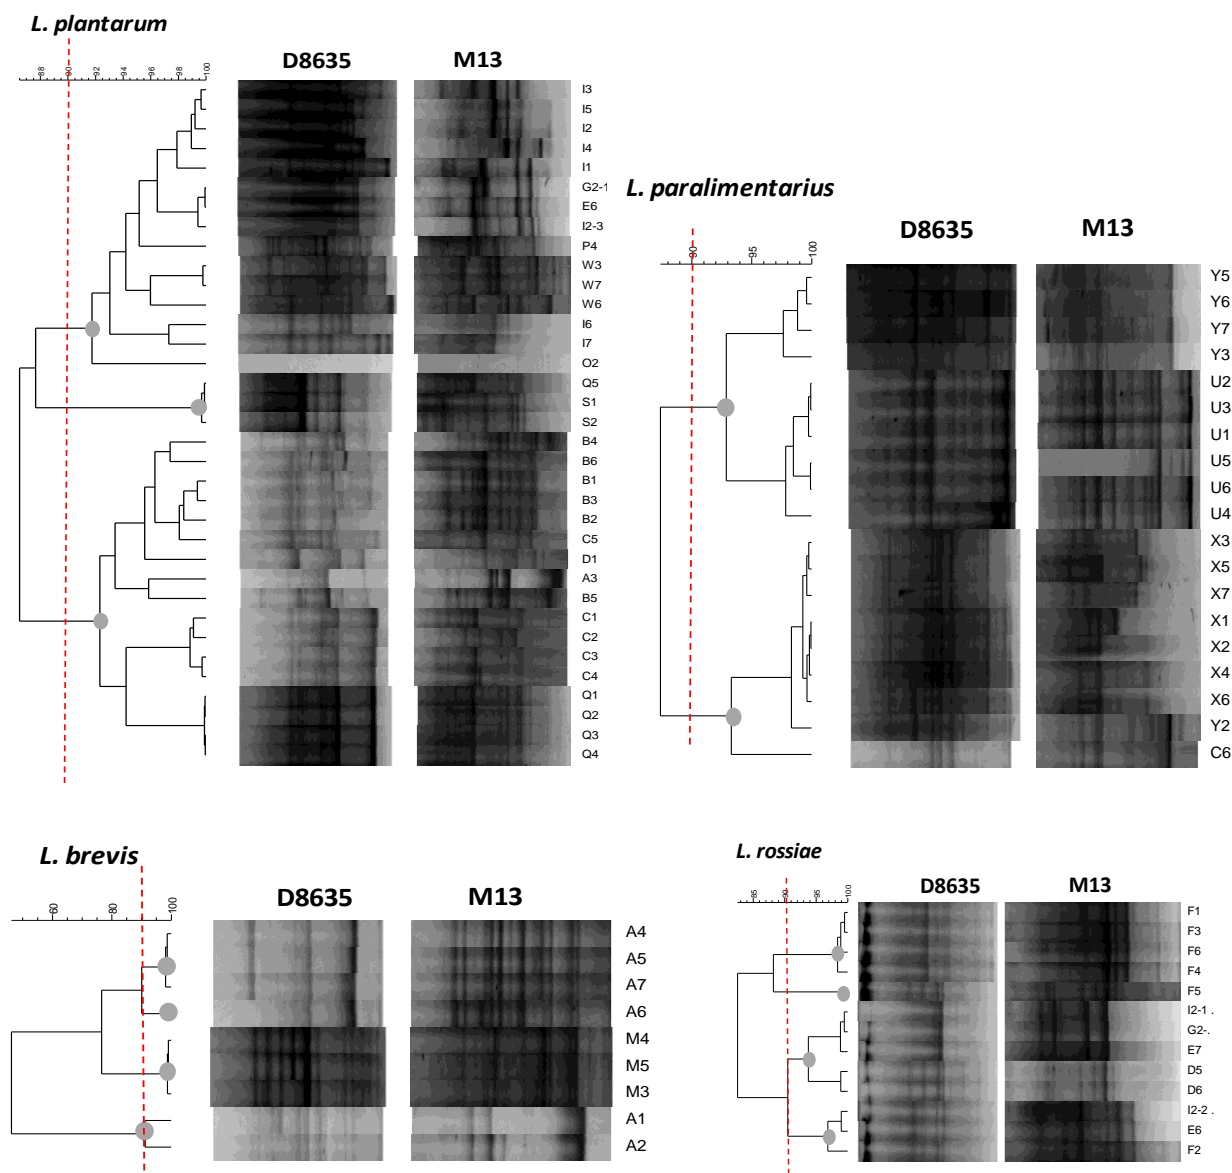 L. plantarum
D8635
M13
88
90
92
94
96
98
100
I3
I5
I2
I4
I1
G2-1
E6
I2-3
P4
W3
W7
W6
I6
I7
O2
Q5
S1
S2
B4
B6
B1
B3
B2
C5
D1
A3
B5
C1
C2
C3
C4
Q1
Q2
Q3
Q4
L. paralimentarius
D8635
M13
90
95
100
Y5
Y6
Y7
Y3
U2
U3
U1
U5
U6
U4
X3
X5
X7
X1
X2
X4
X6
Y2
C6
L. brevis
D8635
M13
60
80
100
A4
A5
A7
A6
M4
M5
M3
A1
A2
L. rossiae
D8635
M13
85
90
95
100
F1
F3
F6
F4
F5
I2-1 .
G2-.
E7
D5
D6
I2-2 .
E6
F2